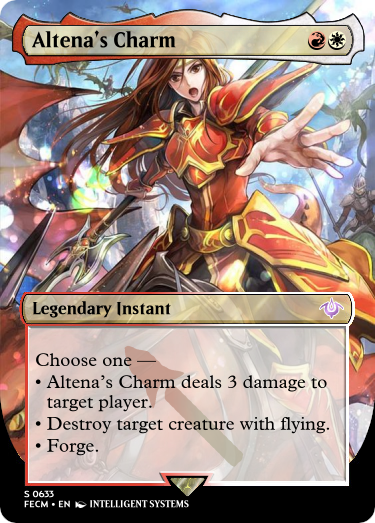 Altena's Charm
Legendary Instant
Choose one —
• Altena's Charm deals 3 damage to
target player.
• Destroy target creature with flying.
• Forge.
S 0633
FECM • EN INTELLIGENT SYSTEMS